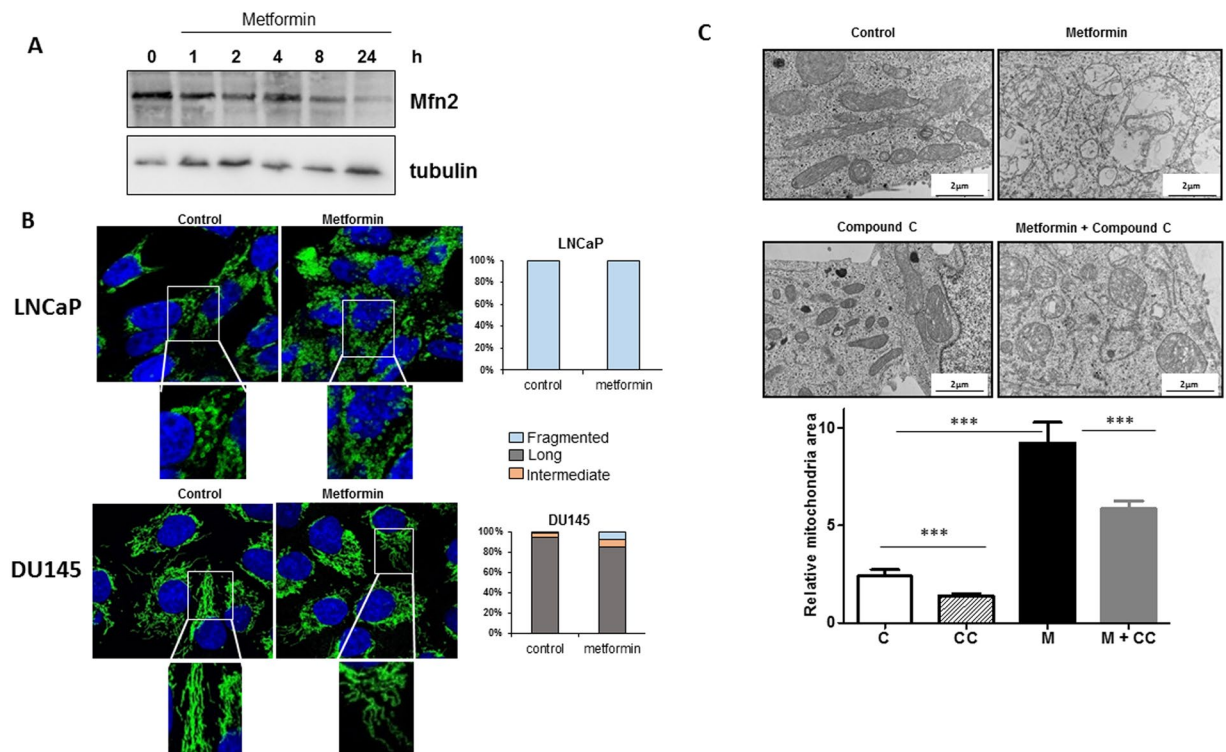 A
Metformin
0 1 2 4 8 24 h
Mfn2
tubulin
B
Control Metformin
LNCaP
LNCaP
100%
80%
60%
40%
20%
0%
control metformin
Fragmented
Long
Intermediate
Control Metformin
DU145
DU145
100%
80%
60%
40%
20%
0%
control metformin
C
Control Metformin
2μm 2μm
Compound C Metformin + Compound C
2μm 2μm
Relative mitochondria area
10
5
0
***
***
***
C CC M M + CC